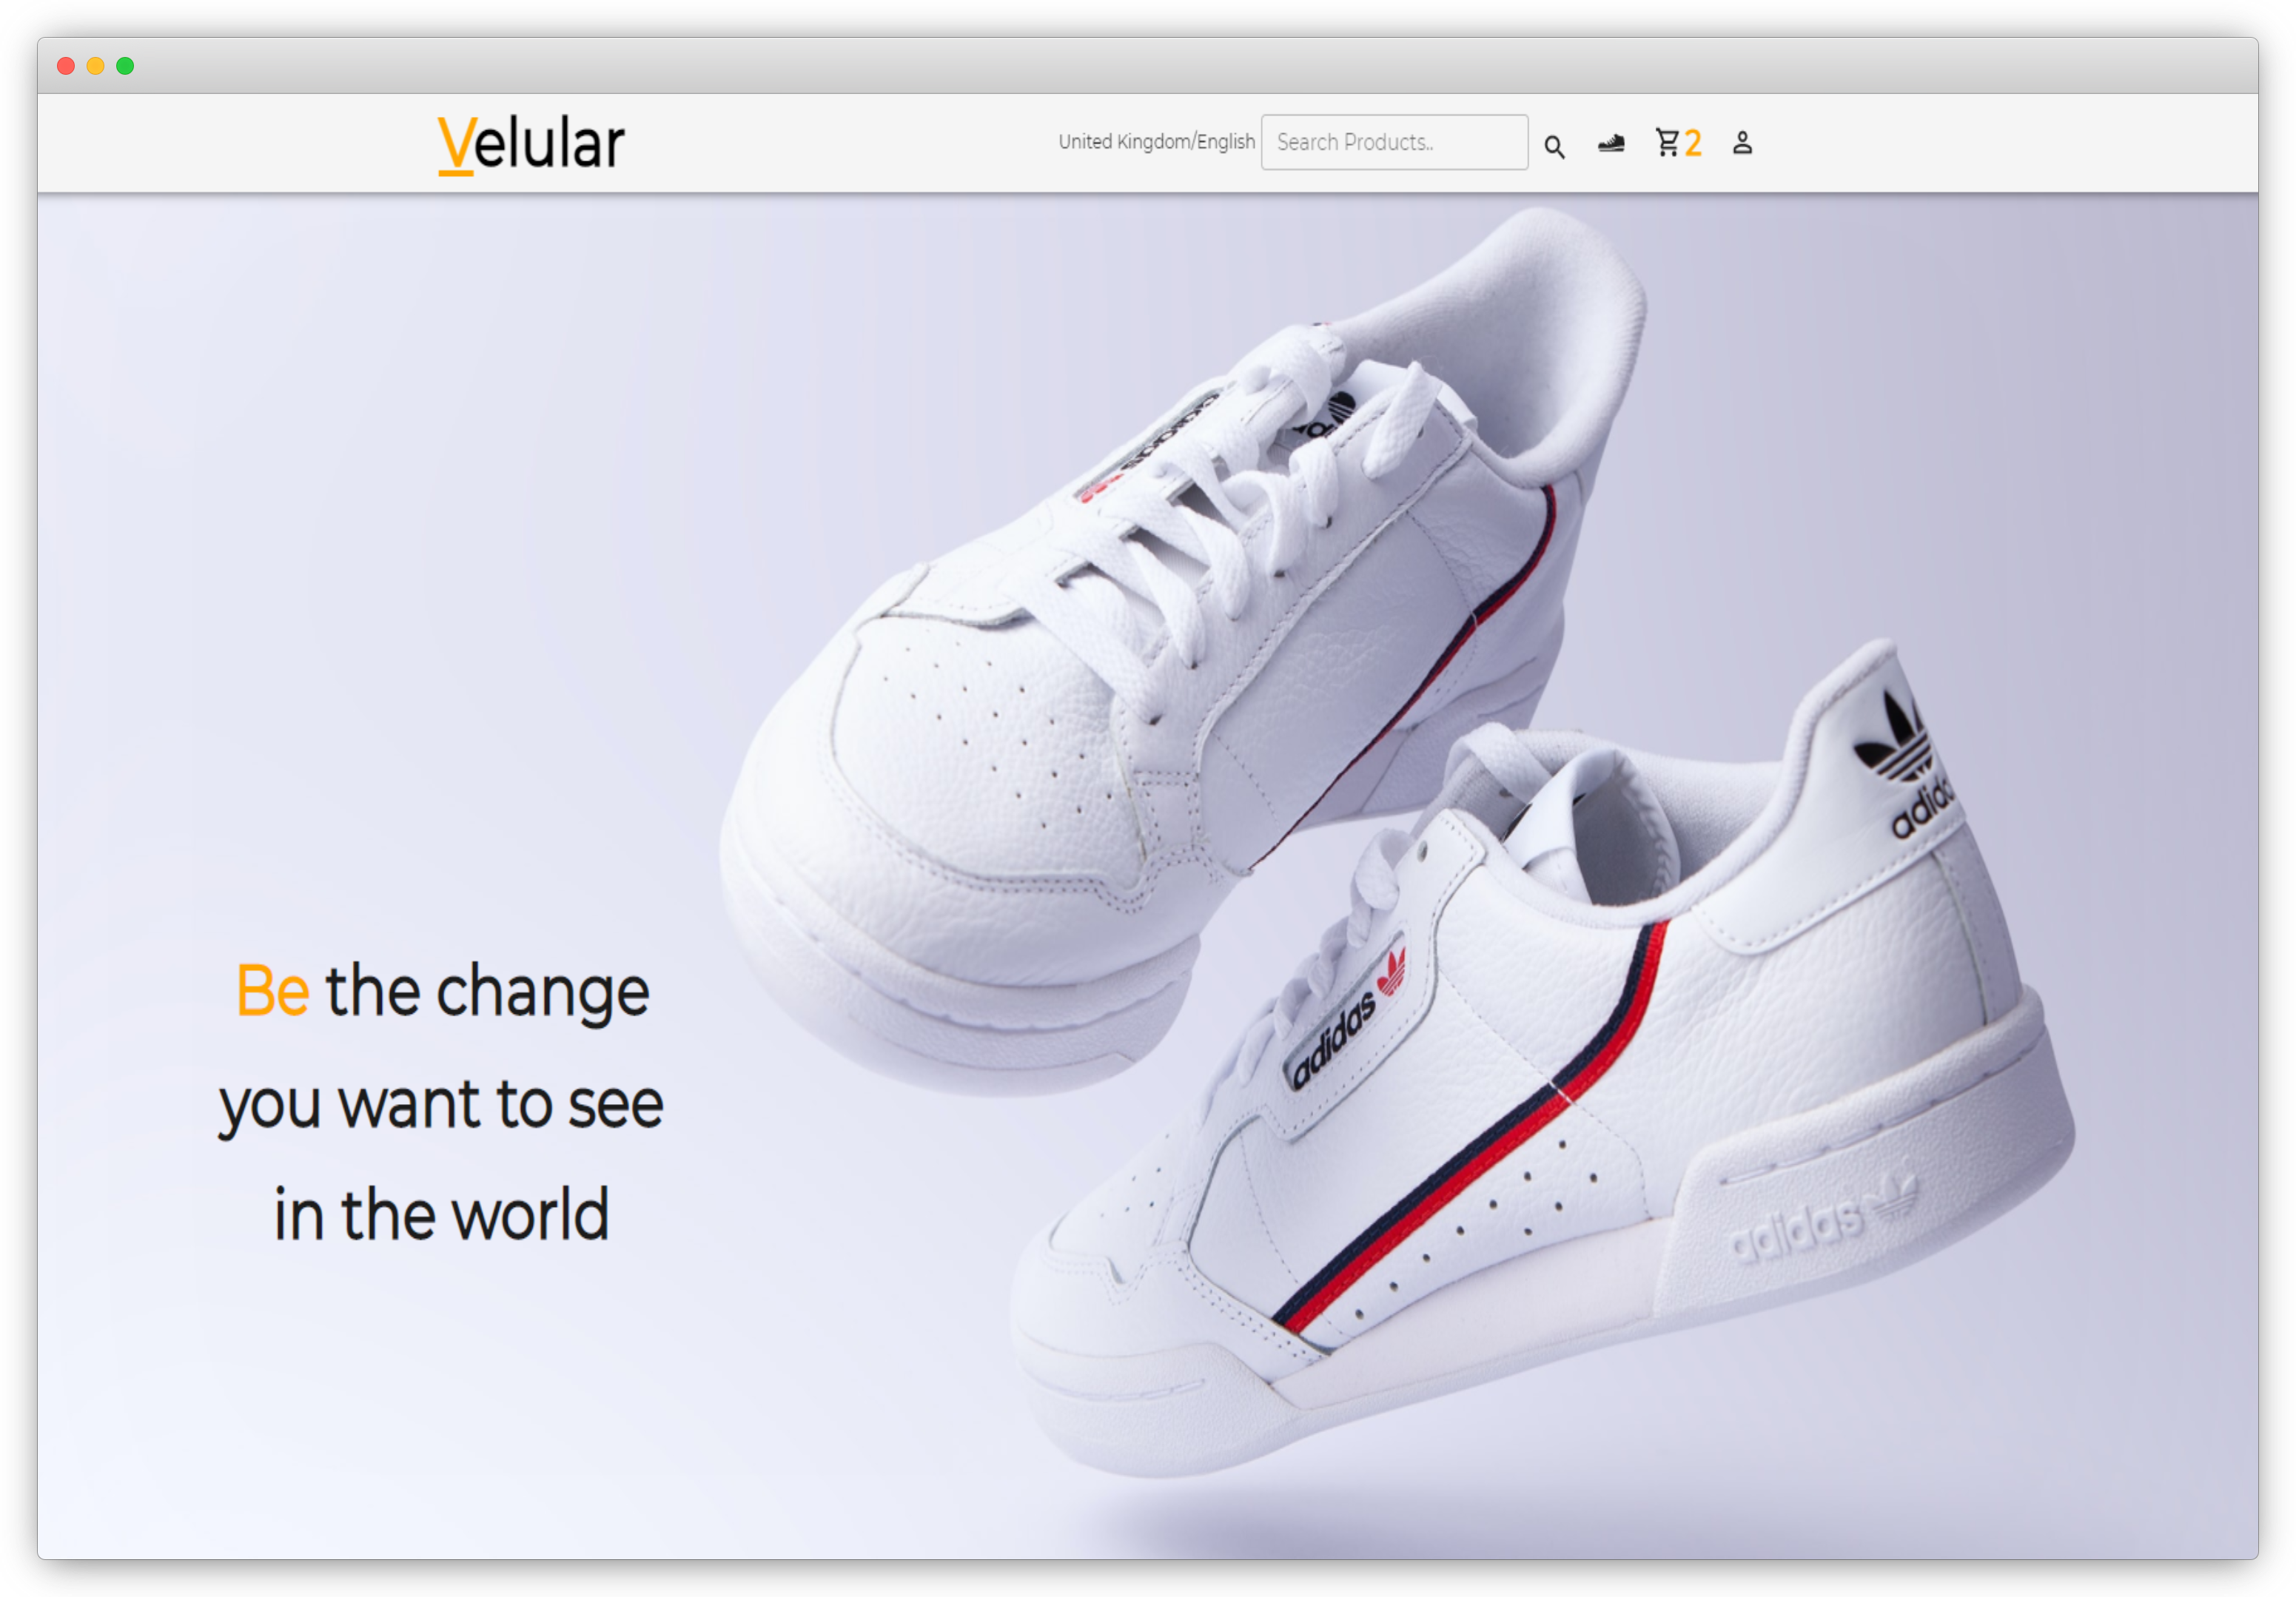 Velular
United Kingdom/English
Search Products..
2
adidas
adidas
adidas
Be the change
you want to see
in the world